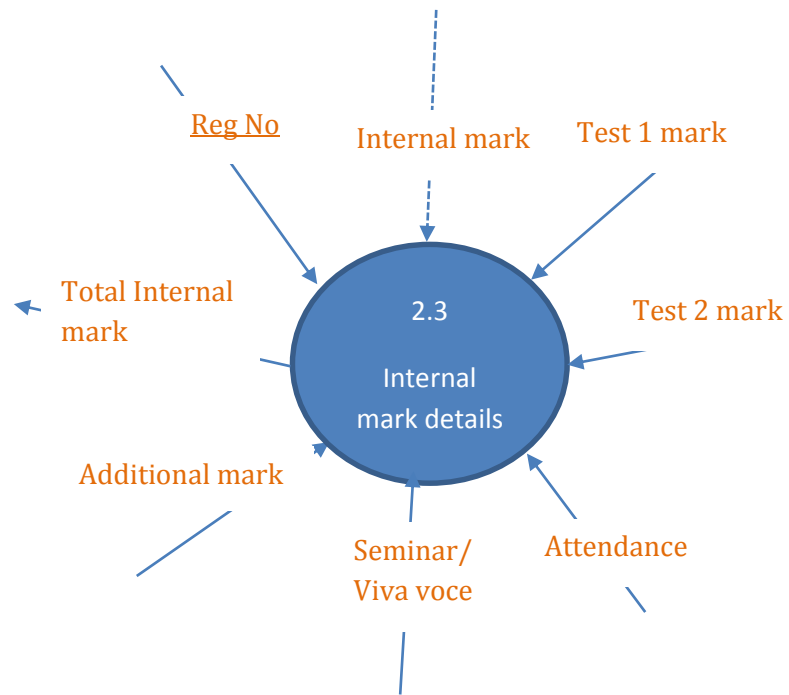 Reg No
Internal mark
Test 1 mark
Total Internal
mark
2.3
Internal
mark details
Test 2 mark
Additional mark
Seminar/
Viva voce
Attendance